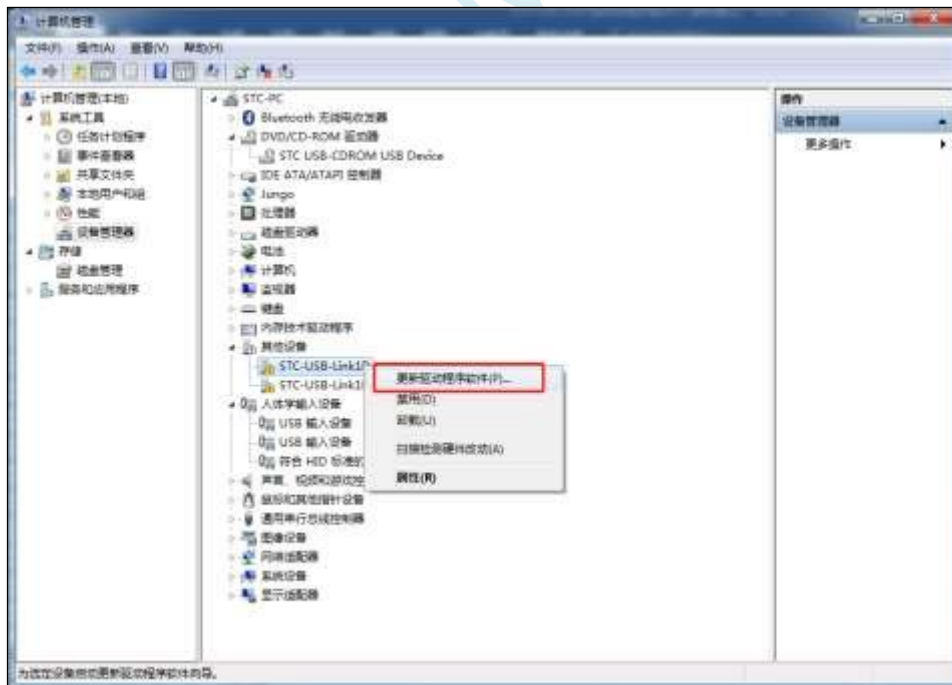 计算机管理
文件(F) 操作(A) 查看(V) 帮助(H)
计算机管理(本地)
系统工具
任务计划程序
事件查看器
共享文件夹
本地用户和组
性能
设备管理器
存储
磁盘管理
服务和应用程序
STC-PC
Bluetooth 无线电收发器
DVD/CD-ROM 驱动器
STC USB-CDROM USB Device
IDE ATA/ATAPI 控制器
Jungo
处理器
磁盘驱动器
电池
计算机
监视器
键盘
内存技术驱动程序
其他设备
STC-USB-Link1
STC-USB-Link1
人体学输入设备
USB 输入设备
USB 输入设备
符合 HID 标准的
声音、视频和游戏控
鼠标和其他指针设备
通用串行总线控制器
图像设备
网络适配器
系统设备
显示适配器
更新驱动程序软件(P)...
禁用(D)
卸载(U)
扫描检测硬件改动(A)
属性(R)
操作
设备管理器
更多操作
为选定设备启动更新驱动程序软件向导。